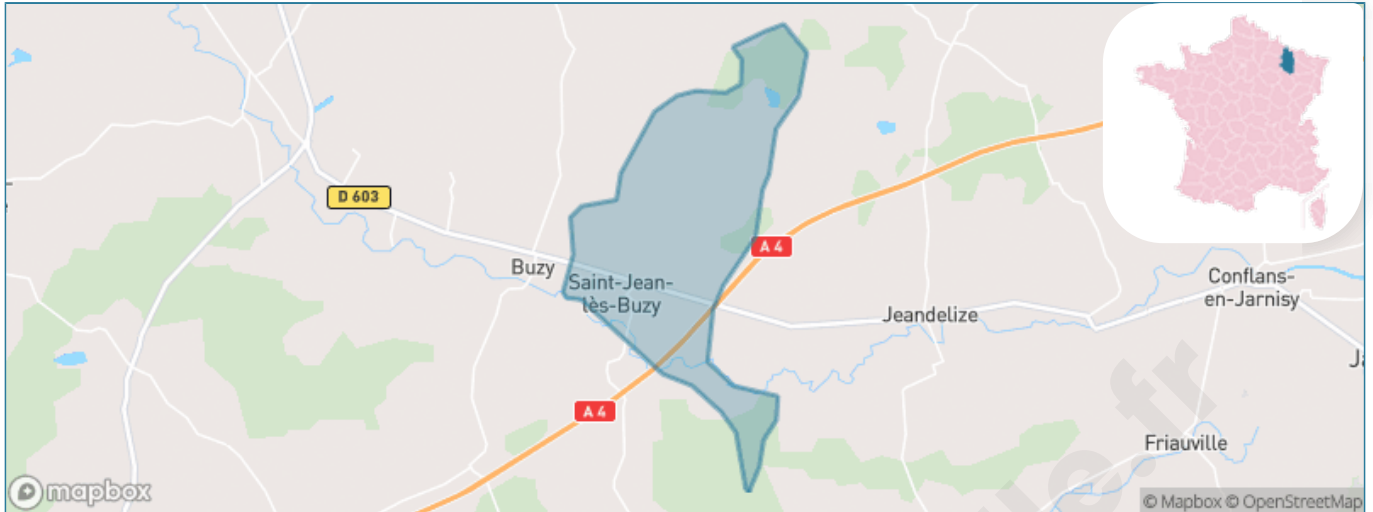 D 603
A 4
Buzy
Saint-Jean-
lès-Buzy
Conflans-
en-Jarnisy
Jeandelize
A 4
Friauville
mapbox
© Mapbox © OpenStreetMap